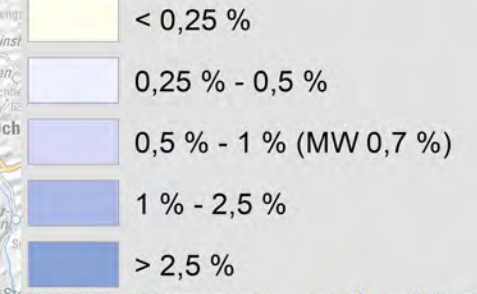 < 0,25 %
0,25 % - 0,5 %
0,5 % - 1 % (MW 0,7 %)
1 % - 2,5 %
> 2,5 %